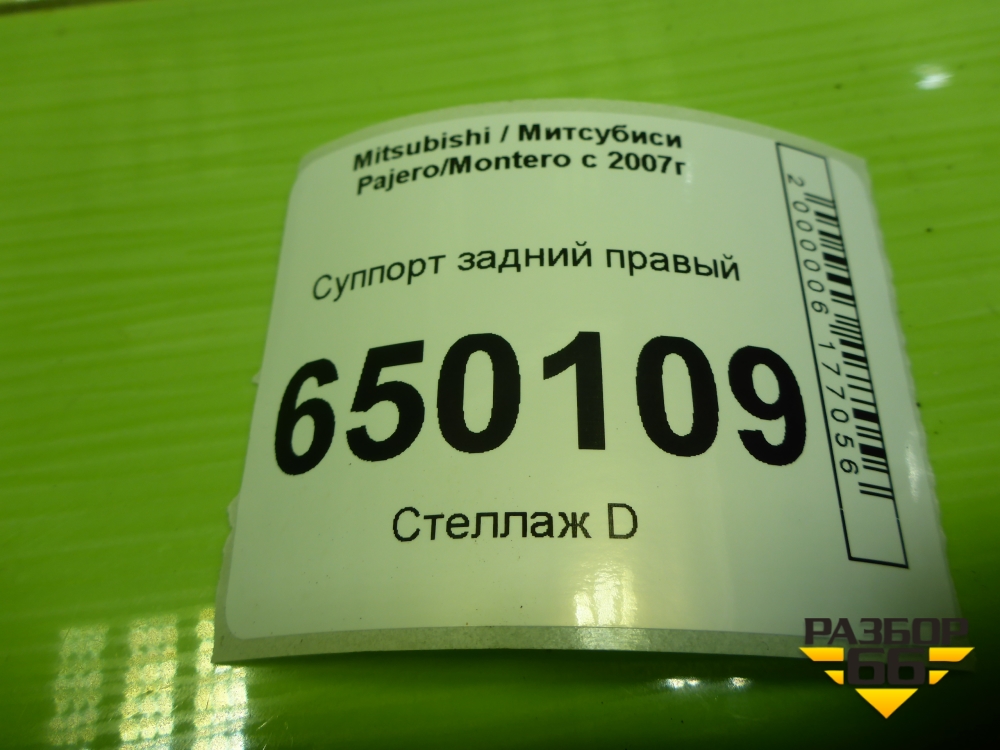 Mitsubishi / Митсубиси
Pajero/Montero с 2007г
Суппорт задний правый
650109
Стеллаж D
2000006177056
РАЗБОР
66